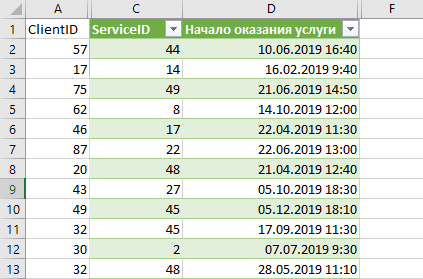 A C D F
1 ClientID ServiceID Начало оказания услуги
2 57 44 10.06.2019 16:40
3 17 14 16.02.2019 9:40
4 75 49 21.06.2019 14:50
5 62 8 14.10.2019 12:00
6 46 17 22.04.2019 11:30
7 87 22 22.06.2019 13:00
8 20 48 21.04.2019 12:40
9 43 27 05.10.2019 18:30
10 49 45 05.12.2019 18:10
11 32 45 17.09.2019 11:30
12 30 2 07.07.2019 9:30
13 32 48 28.05.2019 11:10